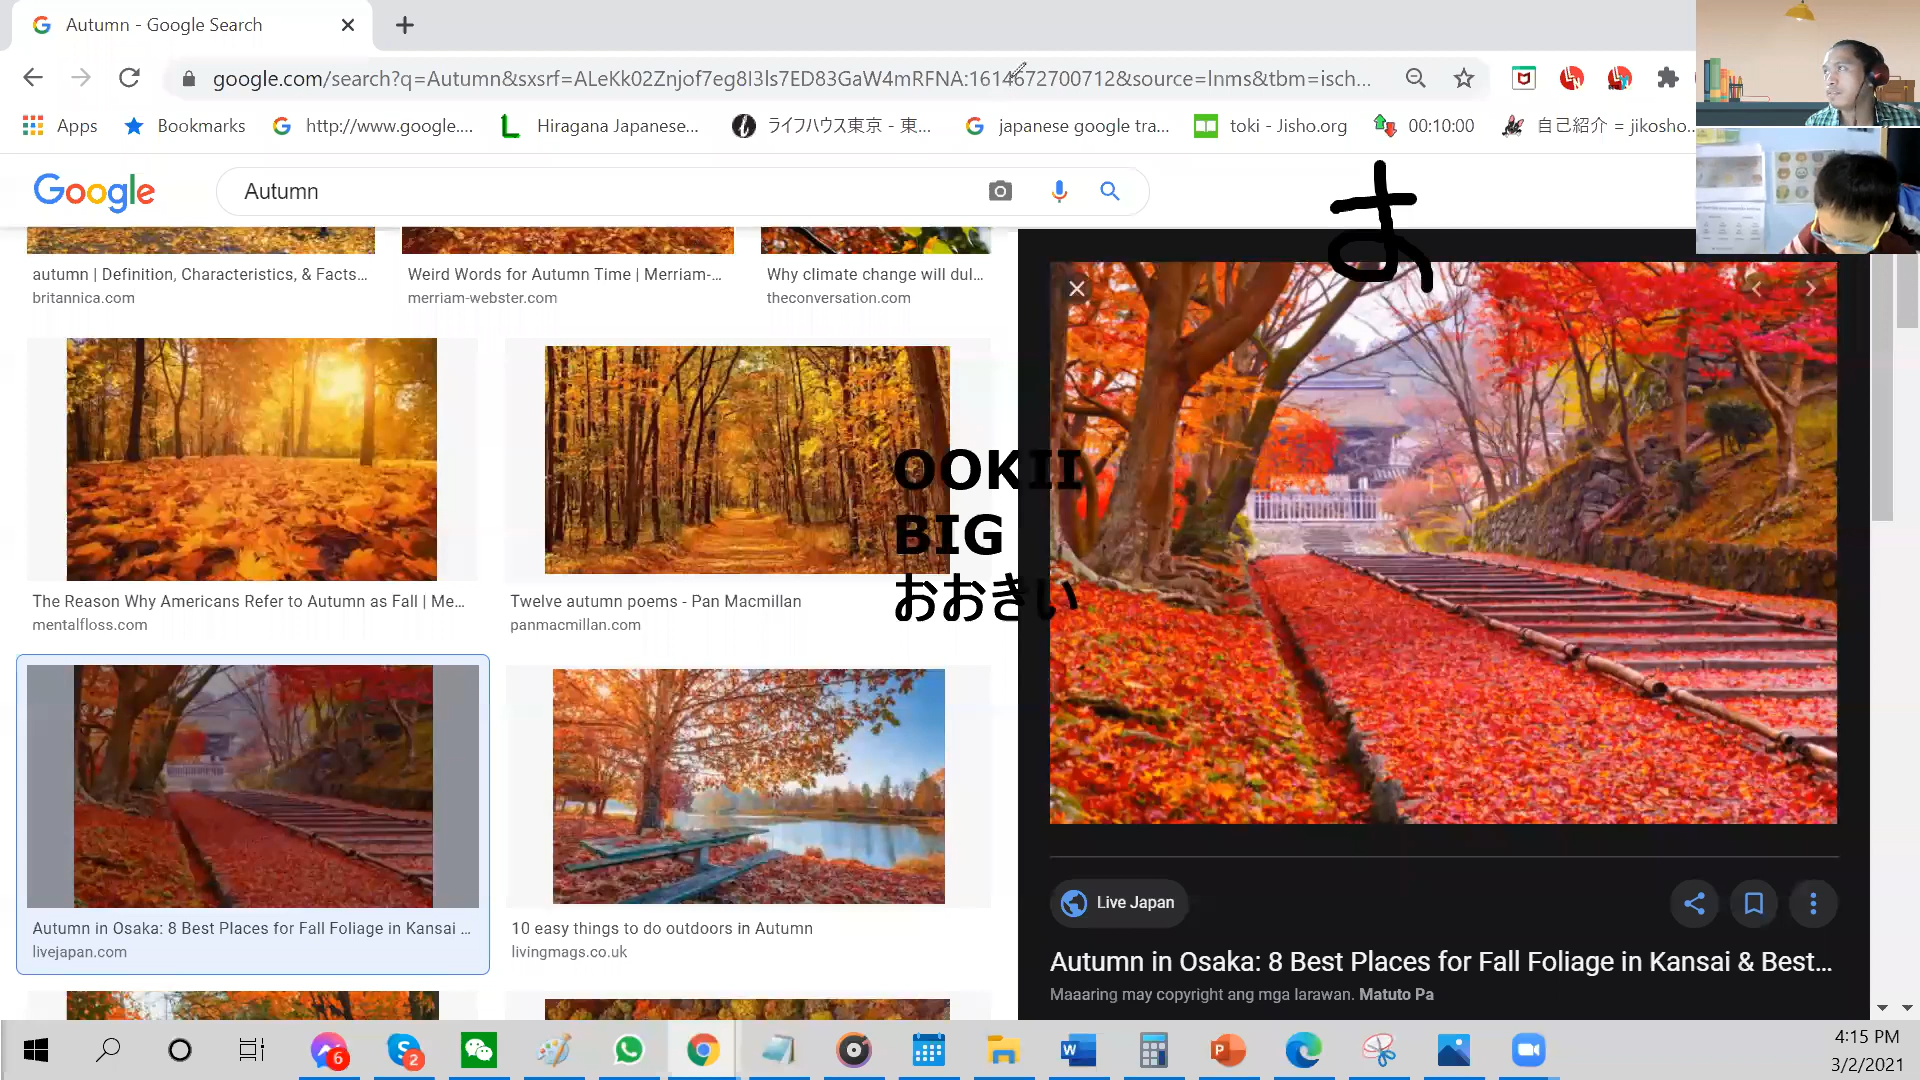 Autumn - Google Search
google.com/search?q=Autumn&sxsrf=ALeKk02Znjof7eg8I3Is7ED83GaW4mRFNA:1614672700712&source=lnms&tbm=isch...
Apps Bookmarks http://www.google.... Hiragana Japanese... ライフハウス東京 - 東... japanese google tra... toki - Jisho.org 00:10:00 自己紹介 = jikosho...
Google Autumn
お
autumn | Definition, Characteristics, & Facts...
britannica.com
Weird Words for Autumn Time | Merriam-...
merriam-webster.com
Why climate change will dul...
theconversation.com
OOKII
BIG
おおきい
The Reason Why Americans Refer to Autumn as Fall | Me...
mentalfloss.com
Twelve autumn poems - Pan Macmillan
panmacmillan.com
Autumn in Osaka: 8 Best Places for Fall Foliage in Kansai ...
livejapan.com
10 easy things to do outdoors in Autumn
livingmags.co.uk
Live Japan
Autumn in Osaka: 8 Best Places for Fall Foliage in Kansai & Best...
Maaaring may copyright ang mga larawan. Matuto Pa
6
2
4:15 PM
3/2/2021